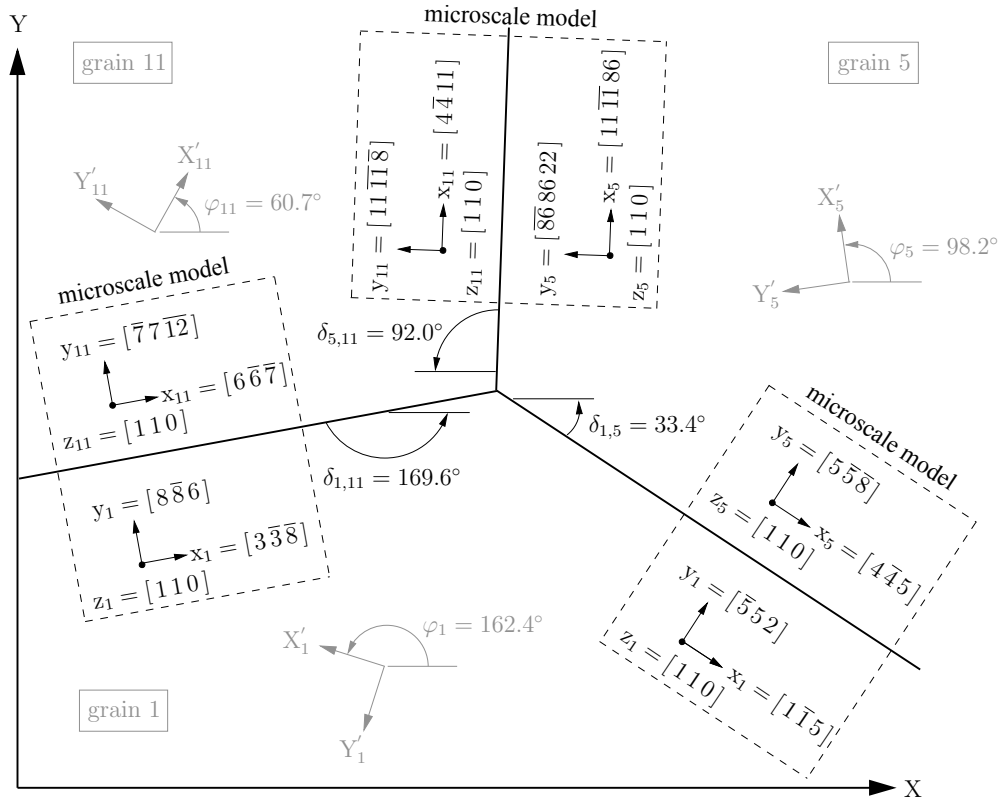 Y
microscale model
grain 11
grain 5
x₁₁ = [4 4̅ 11]
y₁₁ = [11 1̅1̅ 8̅]
z₁₁ = [1 1 0]
x₅ = [11 1̅1̅ 86]
y₅ = [8̅6̅ 86 22]
z₅ = [1 1 0]
X′₁₁
Y′₁₁
φ₁₁ = 60.7°
X′₅
Y′₅
φ₅ = 98.2°
microscale model
y₁₁ = [7̅ 7 1̅2̅]
x₁₁ = [6 6̅ 7̅]
z₁₁ = [1 1 0]
δ₅,₁₁ = 92.0°
δ₁,₅ = 33.4°
δ₁,₁₁ = 169.6°
y₁ = [8 8̅ 6]
x₁ = [3 3̅ 8̅]
z₁ = [1 1 0]
microscale model
y₅ = [5 5̅ 8̅]
x₅ = [4 4̅ 5]
z₅ = [1 1 0]
y₁ = [5̅ 5 2]
x₁ = [1 1̅ 5]
z₁ = [1 1 0]
X′₁
Y′₁
φ₁ = 162.4°
grain 1
X